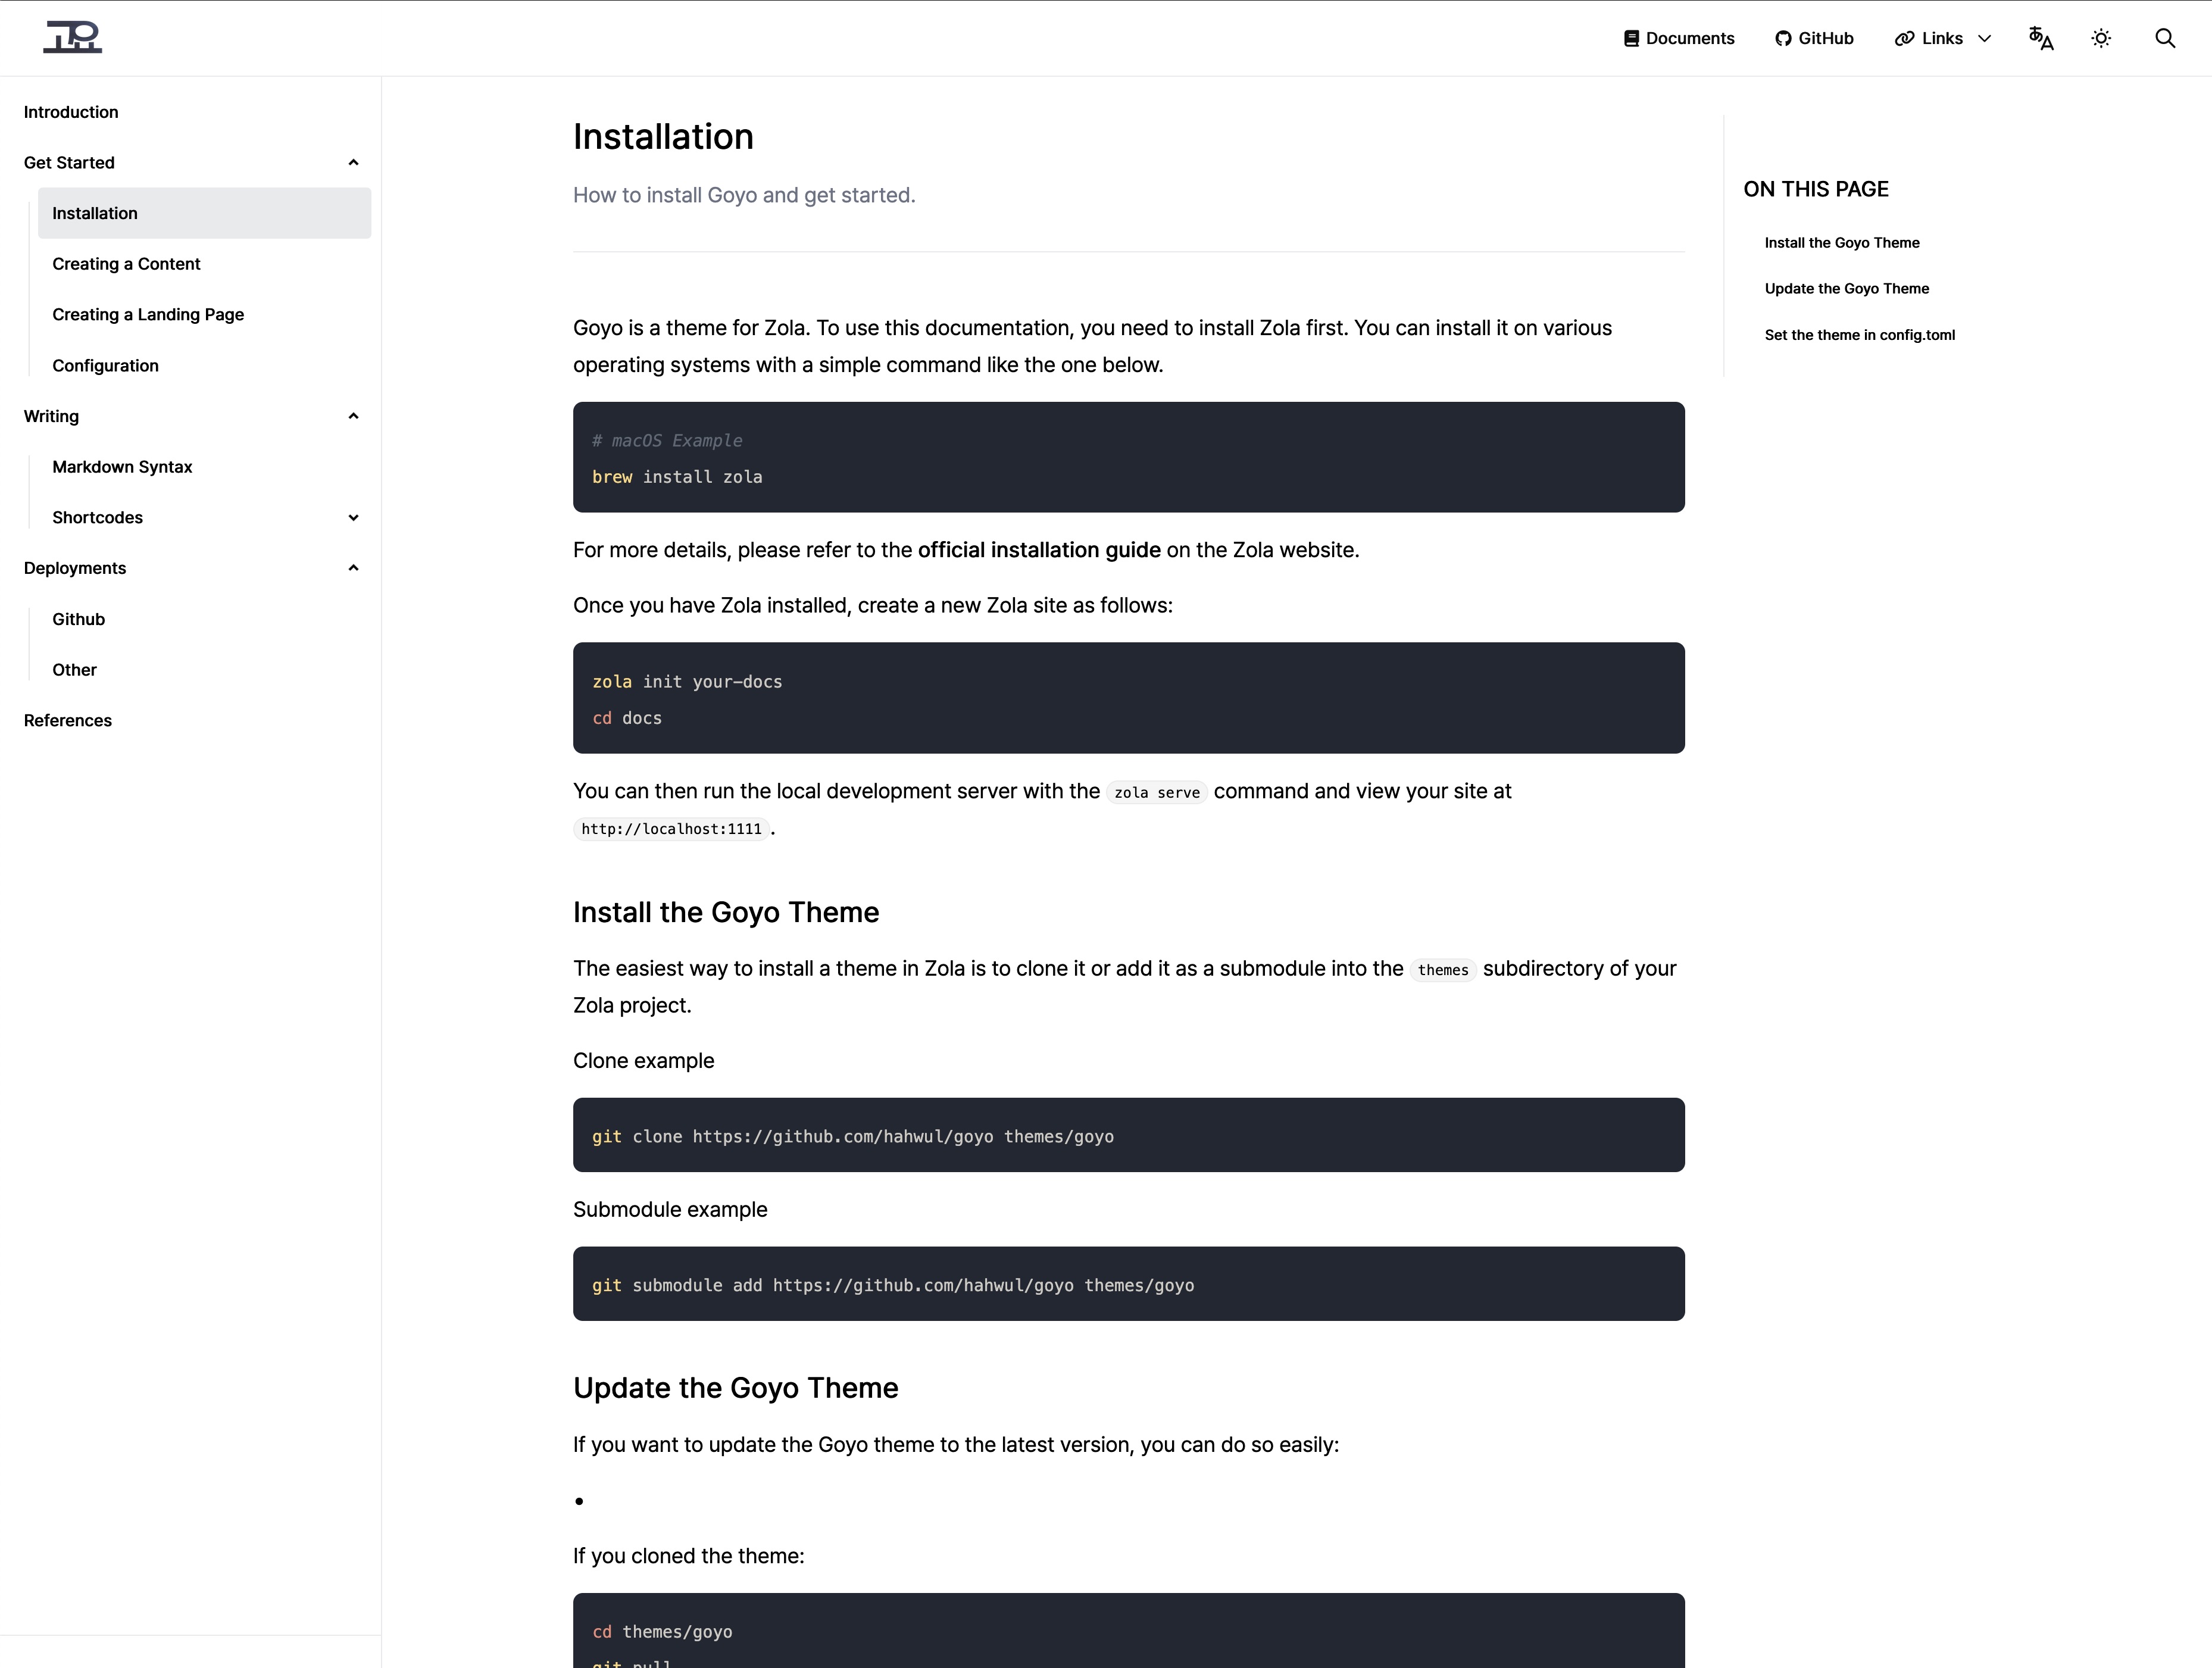 Documents
GitHub
Links
あA
Introduction
Get Started
Installation
Creating a Content
Creating a Landing Page
Configuration
Writing
Markdown Syntax
Shortcodes
Deployments
Github
Other
References
Installation
How to install Goyo and get started.
Goyo is a theme for Zola. To use this documentation, you need to install Zola first. You can install it on various
operating systems with a simple command like the one below.
# macOS Example
brew install zola
For more details, please refer to the official installation guide on the Zola website.
Once you have Zola installed, create a new Zola site as follows:
zola init your-docs
cd docs
You can then run the local development server with the zola serve command and view your site at
http://localhost:1111.
Install the Goyo Theme
The easiest way to install a theme in Zola is to clone it or add it as a submodule into the themes subdirectory of your
Zola project.
Clone example
git clone https://github.com/hahwul/goyo themes/goyo
Submodule example
git submodule add https://github.com/hahwul/goyo themes/goyo
Update the Goyo Theme
If you want to update the Goyo theme to the latest version, you can do so easily:
•
If you cloned the theme:
cd themes/goyo
git pull
ON THIS PAGE
Install the Goyo Theme
Update the Goyo Theme
Set the theme in config.toml